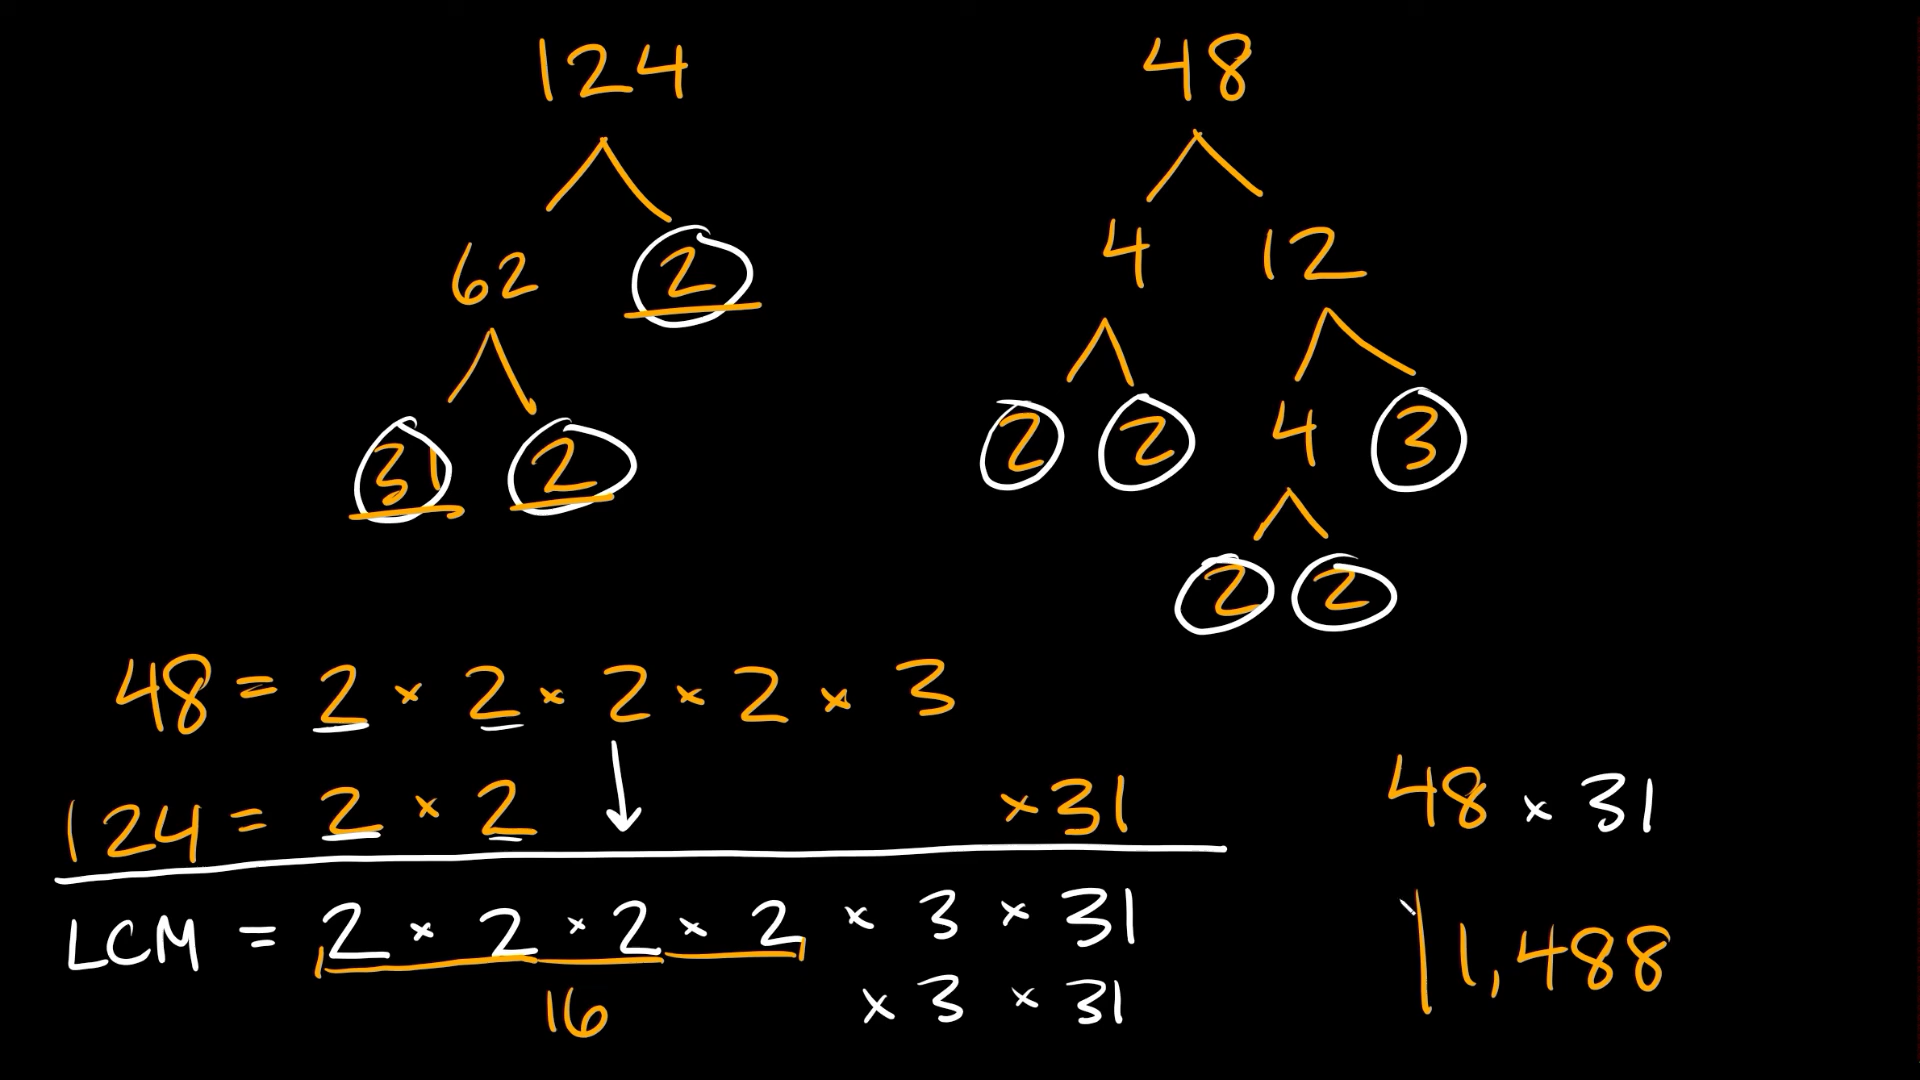 124 48
62 2 4 12
31 2 2 2 4 3
2 2
48 = 2 × 2 × 2 × 2 × 3
124 = 2 × 2 × 31
48 × 31
LCM = 2 × 2 × 2 × 2 × 3 × 31
1,488
16 × 3 × 31